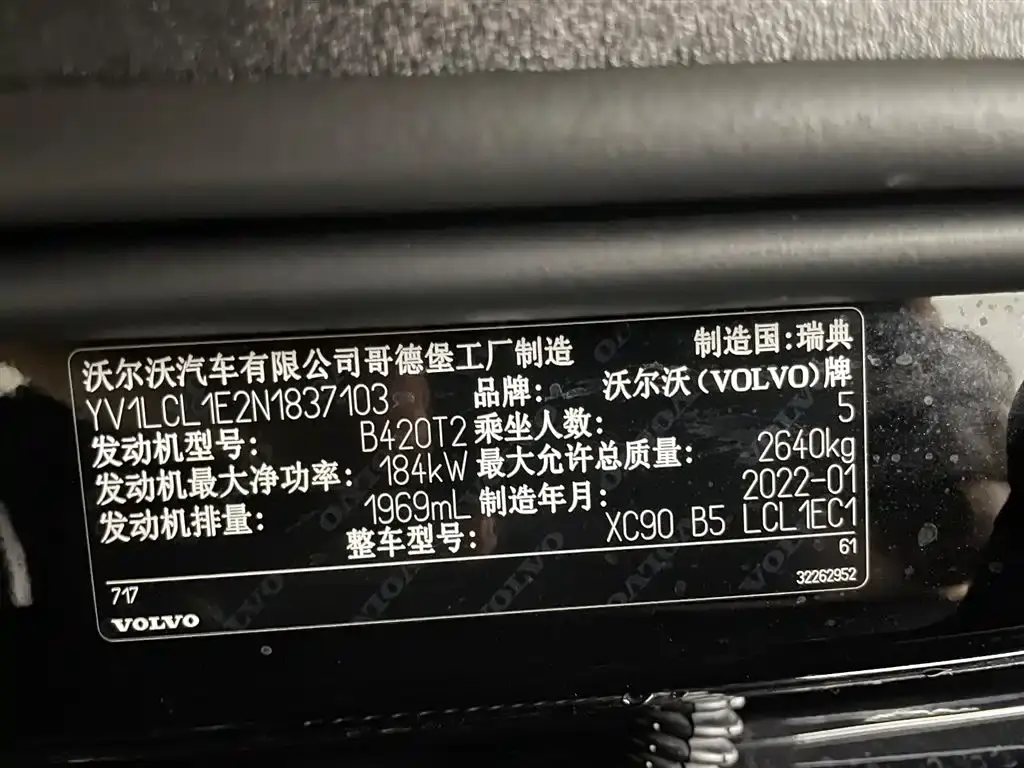 沃尔沃汽车有限公司哥德堡工厂制造 制造国:瑞典
YV1LCL1E2N1837103 品牌: 沃尔沃(VOLVO)牌
发动机型号: B420T2 乘坐人数: 5
发动机最大净功率: 184kW 最大允许总质量: 2640kg
发动机排量: 1969mL 制造年月: 2022-01
整车型号: XC90 B5 LCL1EC1
61
717 32262952
VOLVO